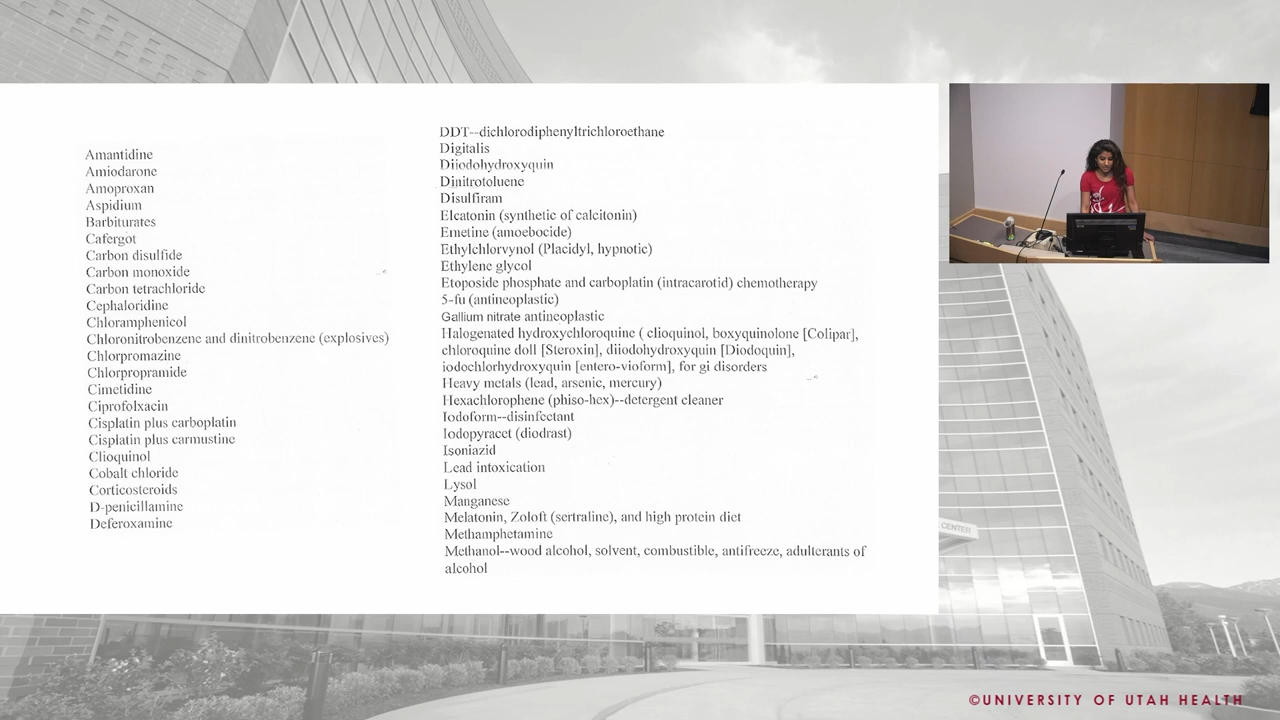 Amantidine
Amiodarone
Amoproxan
Aspidium
Barbiturates
Cafergot
Carbon disulfide
Carbon monoxide
Carbon tetrachloride
Cephaloridine
Chloramphenicol
Chloronitrobenzene and dinitrobenzene (explosives)
Chlorpromazine
Chlorpropramide
Cimetidine
Ciprofolxacin
Cisplatin plus carboplatin
Cisplatin plus carmustine
Clioquinol
Cobalt chloride
Corticosteroids
D-penicillamine
Deferoxamine
DDT--dichlorodiphenyltrichloroethane
Digitalis
Diiodohydroxyquin
Dinitrotoluene
Disulfiram
Elcatonin (synthetic of calcitonin)
Emetine (amoebocide)
Ethylchlorvynol (Placidyl, hypnotic)
Ethylene glycol
Etoposide phosphate and carboplatin (intracarotid) chemotherapy
5-fu (antineoplastic)
Gallium nitrate antineoplastic
Halogenated hydroxychloroquine ( clioquinol, boxyquinolone [Colipar],
chloroquine doll [Steroxin], diiodohydroxyquin [Diodoquin],
iodochlorhydroxyquin [entero-vioform], for gi disorders
Heavy metals (lead, arsenic, mercury)
Hexachlorophene (phiso-hex)--detergent cleaner
Iodoform--disinfectant
Iodopyracet (diodrast)
Isoniazid
Lead intoxication
Lysol
Manganese
Melatonin, Zoloft (sertraline), and high protein diet
Methamphetamine
Methanol--wood alcohol, solvent, combustible, antifreeze, adulterants of
alcohol
CENTER
©UNIVERSITY OF UTAH HEALTH